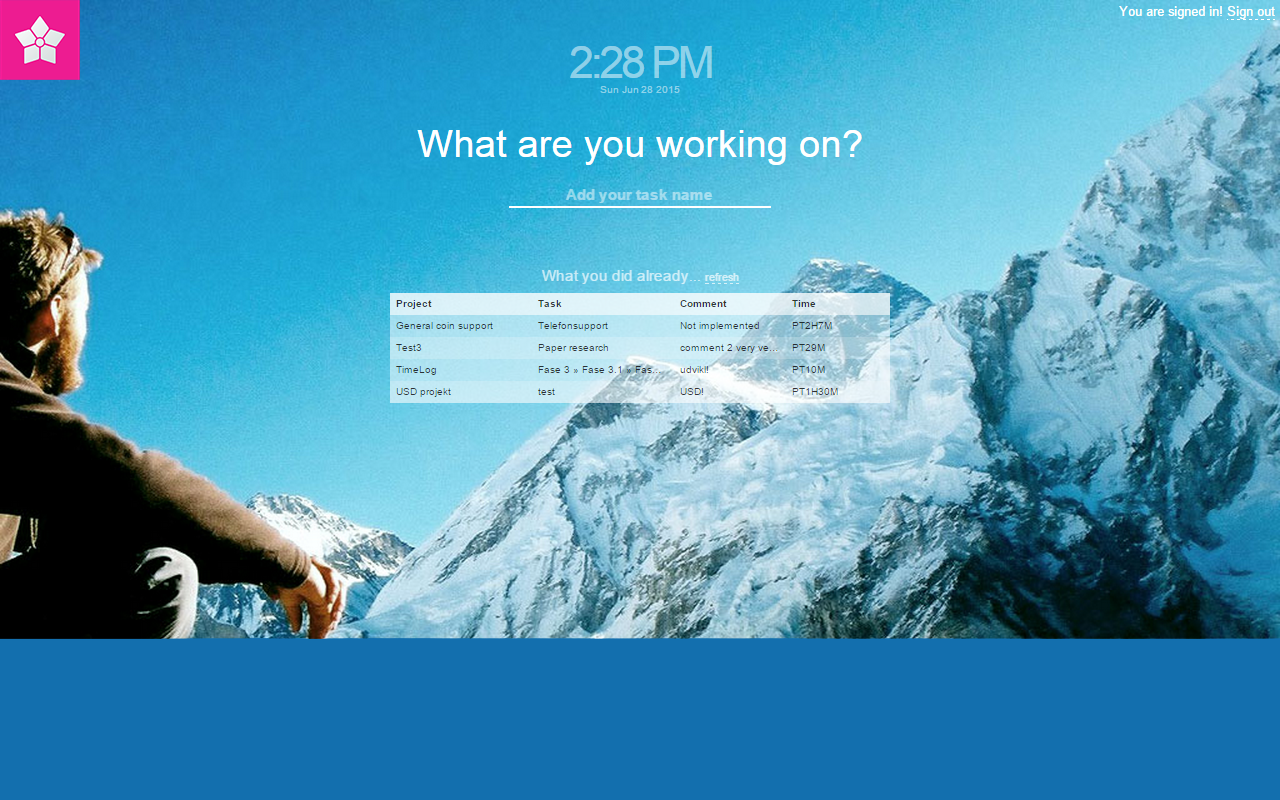 You are signed in! Sign out
2:28 PM
Sun Jun 28 2015
What are you working on?
Add your task name
What you did already... refresh
Project Task Comment Time
General coin support Telefonsupport Not implemented PT2H7M
Test3 Paper research comment 2 very ve... PT29M
TimeLog Fase 3 » Fase 3.1 » Fas... udvikl! PT10M
USD projekt test USD! PT1H30M